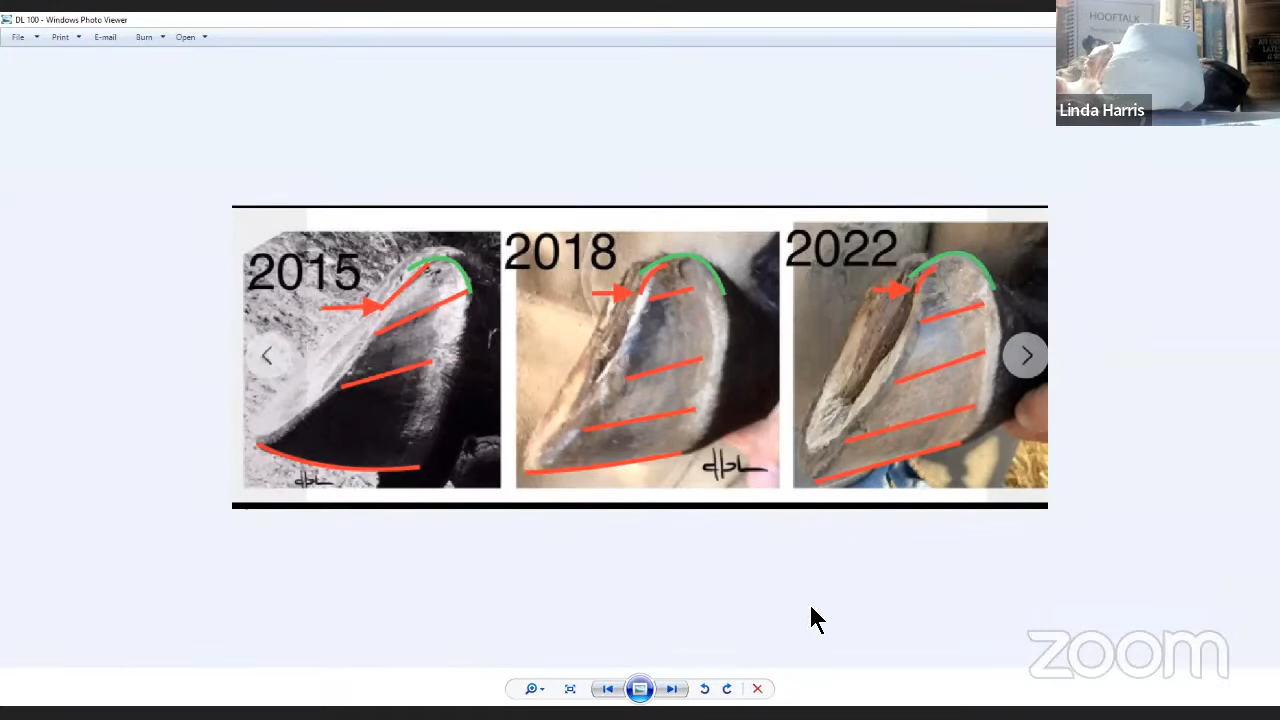 DL 100 - Windows Photo Viewer
File Print E-mail Burn Open
HOOFTALK
Linda Harris
2015 2018 2022
zoom